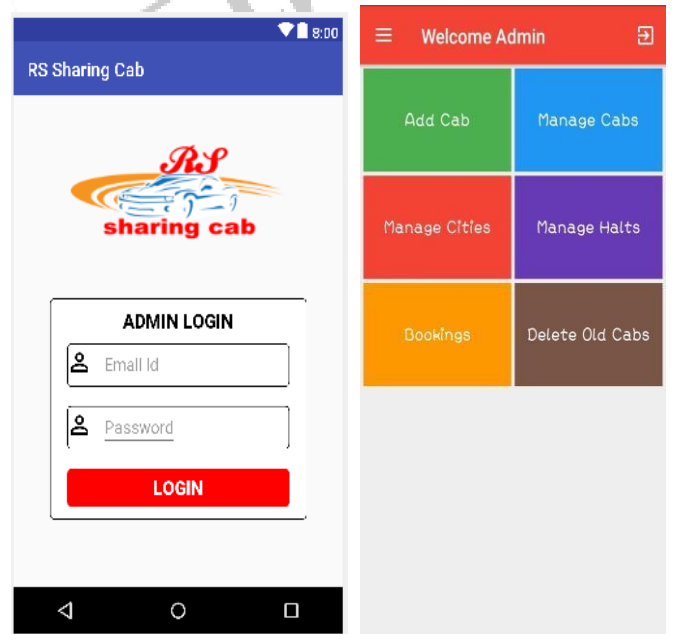 8:00
RS Sharing Cab
RS
sharing cab
ADMIN LOGIN
Email Id
Password
LOGIN
Welcome Admin
Add Cab
Manage Cabs
Manage Cities
Manage Halts
Bookings
Delete Old Cabs